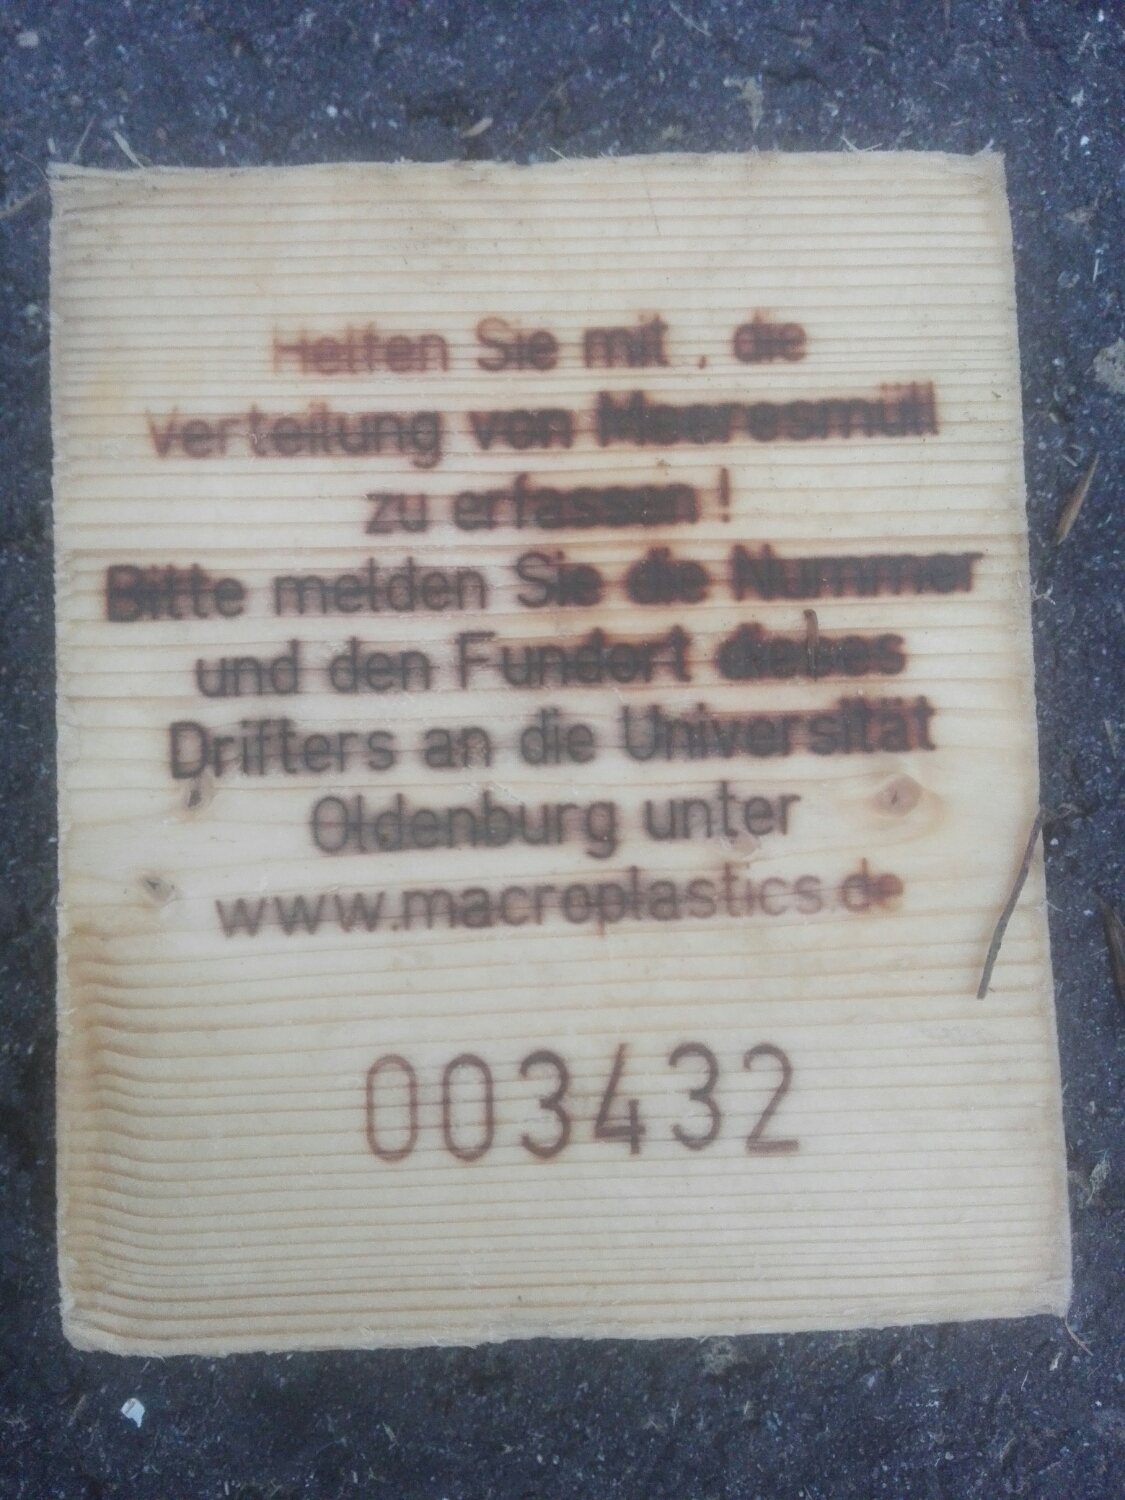 Helfen Sie mit , die
Verteilung von Meeresmüll
zu erfassen !
Bitte melden Sie die Nummer
und den Fundort dieses
Drifters an die Universität
Oldenburg unter
www.macroplastics.de
003432